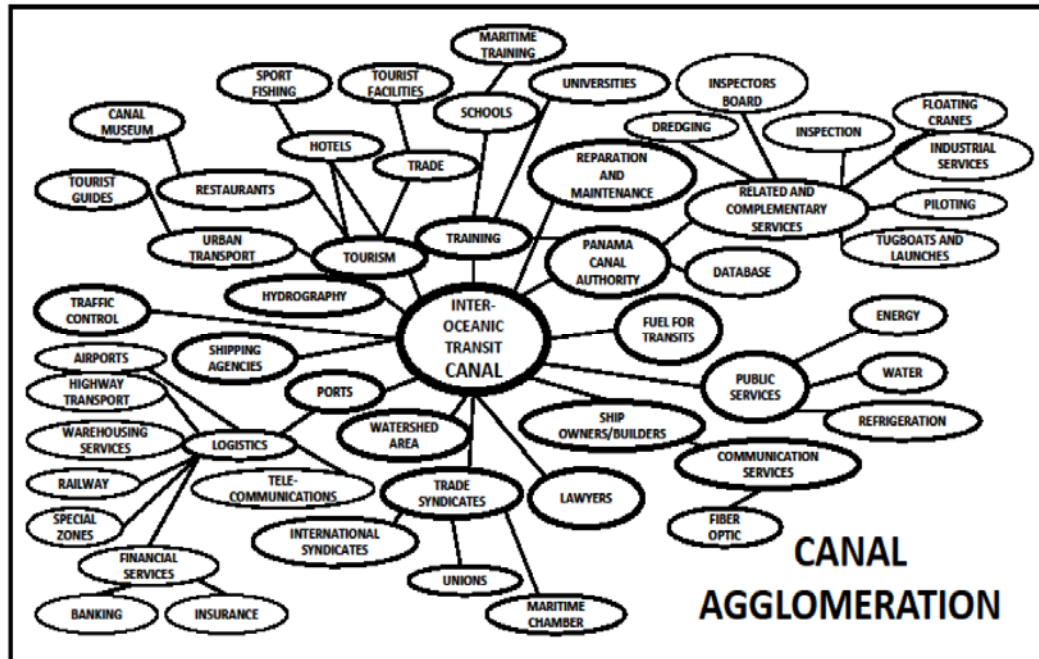 MARITIME
TRAINING
SPORT
FISHING
TOURIST
FACILITIES
UNIVERSITIES
INSPECTORS
BOARD
CANAL
MUSEUM
SCHOOLS
FLOATING
CRANES
HOTELS
DREDGING
INSPECTION
INDUSTRIAL
SERVICES
TRADE
REPARATION
AND
MAINTENANCE
TOURIST
GUIDES
RESTAURANTS
RELATED AND
COMPLEMENTARY
SERVICES
PILOTING
URBAN
TRANSPORT
TOURISM
TRAINING
PANAMA
CANAL
AUTHORITY
TUGBOATS AND
LAUNCHES
DATABASE
HYDROGRAPHY
TRAFFIC
CONTROL
INTER-
OCEANIC
TRANSIT
CANAL
FUEL FOR
TRANSITS
ENERGY
SHIPPING
AGENCIES
AIRPORTS
HIGHWAY
TRANSPORT
PORTS
PUBLIC
SERVICES
WATER
WATERSHED
AREA
SHIP
OWNERS/BUILDERS
REFRIGERATION
WAREHOUSING
SERVICES
LOGISTICS
COMMUNICATION
SERVICES
RAILWAY
TELE-
COMMUNICATIONS
TRADE
SYNDICATES
LAWYERS
SPECIAL
ZONES
INTERNATIONAL
SYNDICATES
FIBER
OPTIC
FINANCIAL
SERVICES
UNIONS
BANKING
INSURANCE
MARITIME
CHAMBER
CANAL
AGGLOMERATION